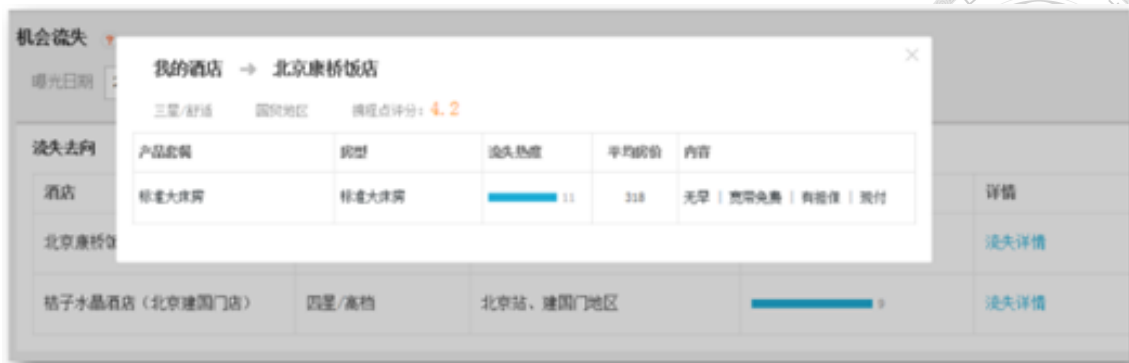 机会流失
曝光日期
我的酒店 → 北京康桥饭店
三星/舒适 国贸地区 携程点评分: 4.2
产品套餐 房型 流失热度 平均房价 内容
标准大床房 标准大床房 11 318 无早 | 宽带免费 | 有担保 | 现付
流失去向
酒店 详情
北京康桥饭 流失详情
桔子水晶酒店(北京建国门店) 四星/高档 北京站、建国门地区 9 流失详情